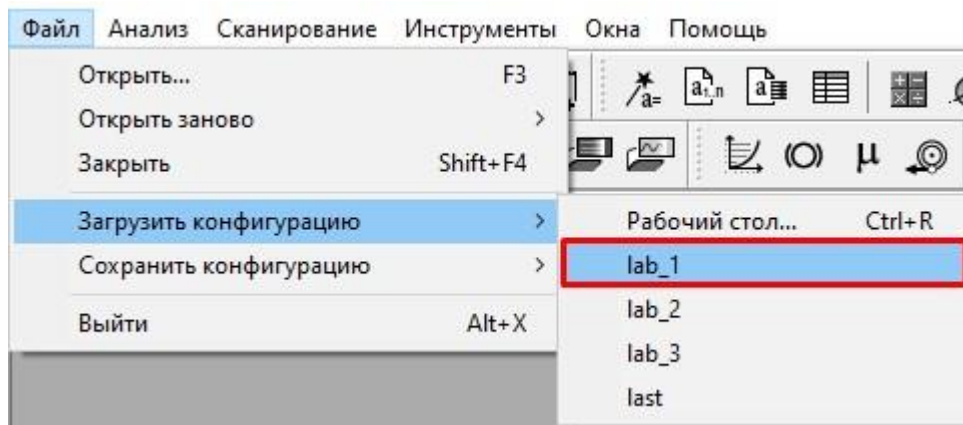 Файл Анализ Сканирование Инструменты Окна Помощь
Открыть... F3
Открыть заново
Закрыть Shift+F4
Загрузить конфигурацию
Сохранить конфигурацию
Выйти Alt+X
a=
a1..n
a
μ
Рабочий стол... Ctrl+R
lab_1
lab_2
lab_3
last